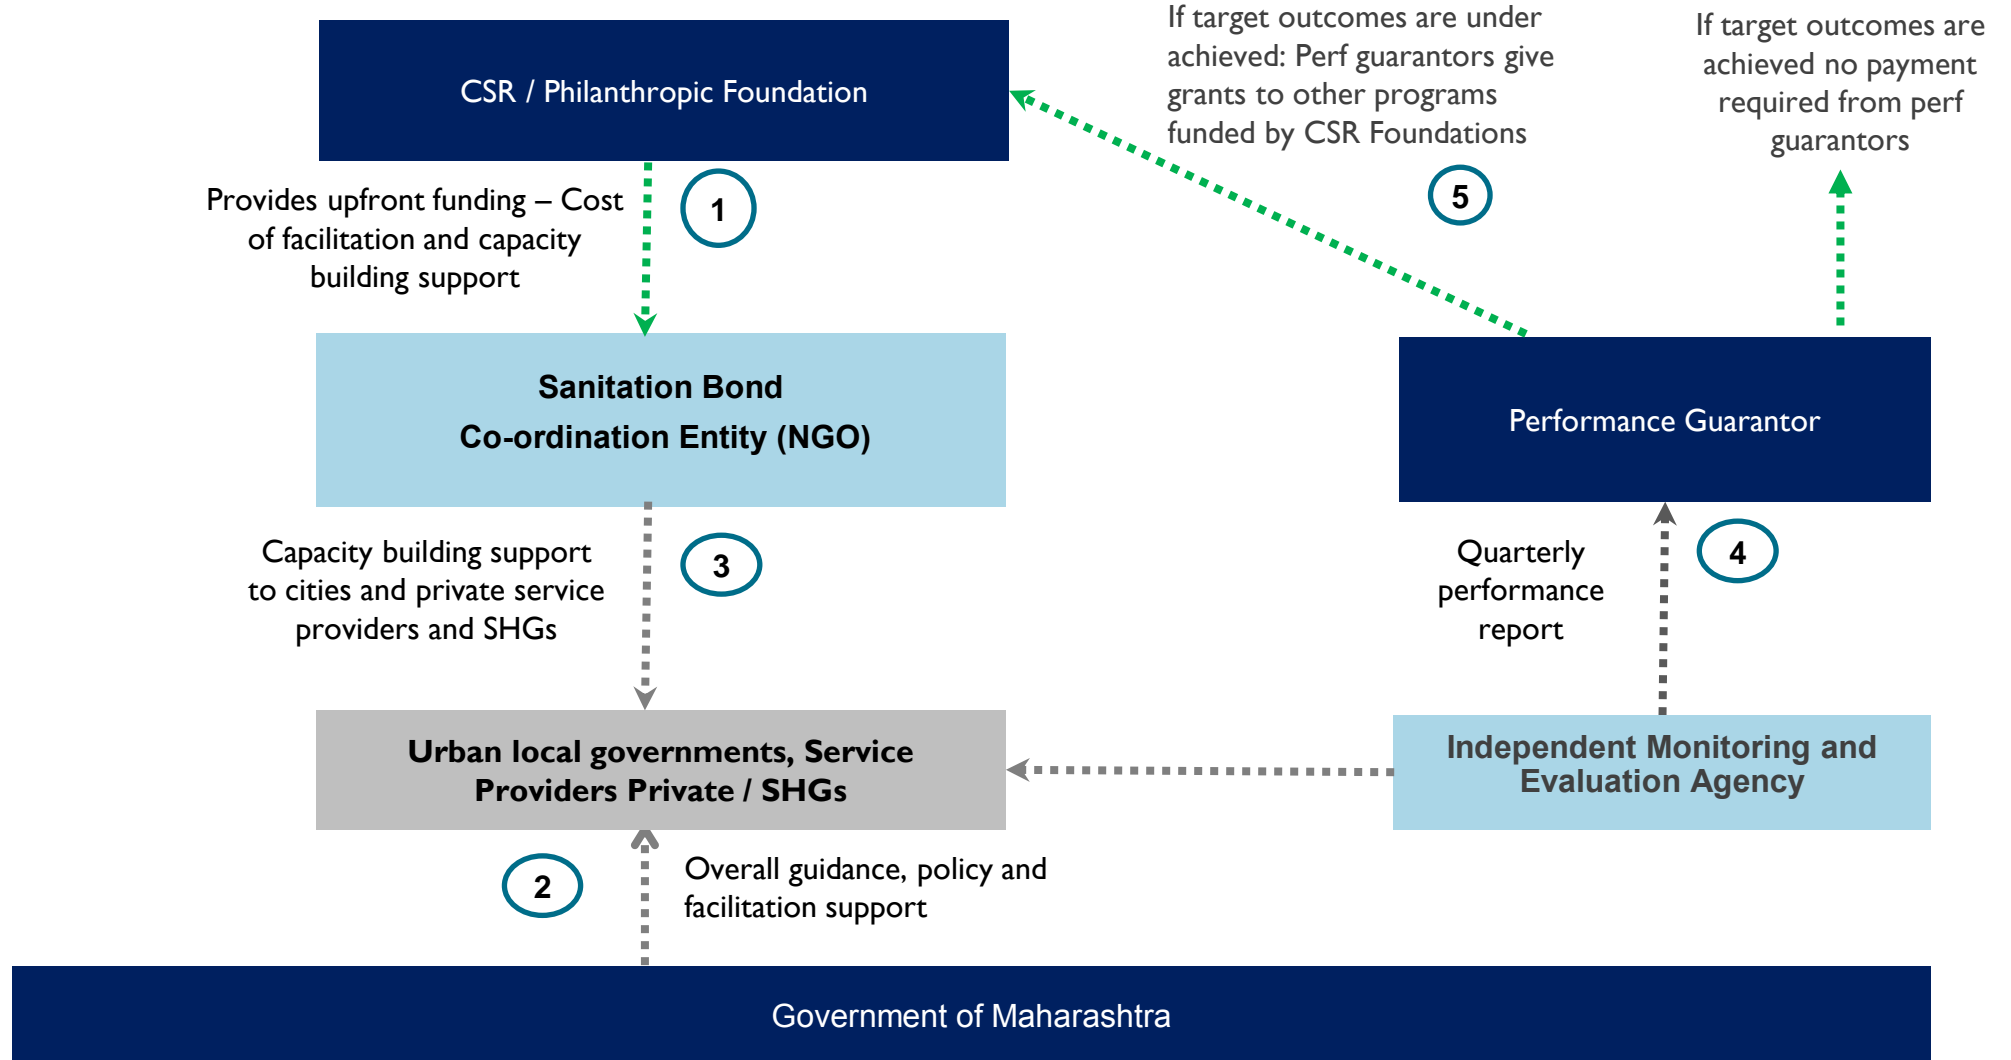 CSR / Philanthropic Foundation
If target outcomes are under
achieved: Perf guarantors give
grants to other programs
funded by CSR Foundations
If target outcomes are
achieved no payment
required from perf
guarantors
5
Provides upfront funding – Cost
of facilitation and capacity
building support
1
Sanitation Bond
Co-ordination Entity (NGO)
Performance Guarantor
Capacity building support
to cities and private service
providers and SHGs
3
Quarterly
performance
report
4
Urban local governments, Service
Providers Private / SHGs
Independent Monitoring and
Evaluation Agency
2
Overall guidance, policy and
facilitation support
Government of Maharashtra